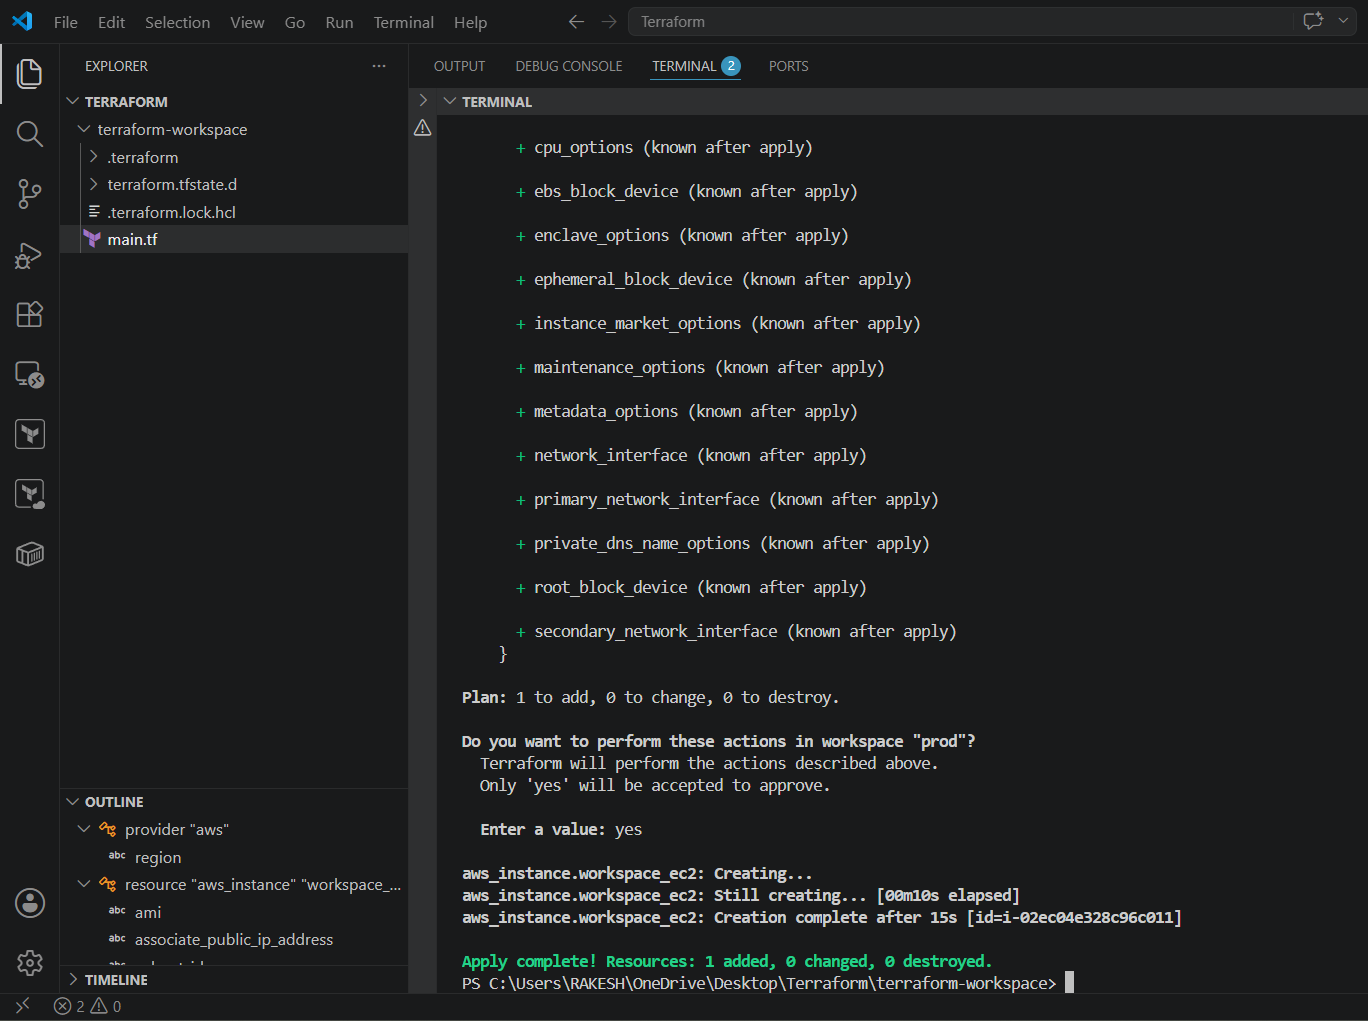 File Edit Selection View Go Run Terminal Help
Terraform
EXPLORER
TERRAFORM
terraform-workspace
.terraform
terraform.tfstate.d
.terraform.lock.hcl
main.tf
OUTLINE
provider "aws"
abc region
resource "aws_instance" "workspace_...
abc ami
abc associate_public_ip_address
TIMELINE
OUTPUT DEBUG CONSOLE TERMINAL 2 PORTS
TERMINAL
+ cpu_options (known after apply)
+ ebs_block_device (known after apply)
+ enclave_options (known after apply)
+ ephemeral_block_device (known after apply)
+ instance_market_options (known after apply)
+ maintenance_options (known after apply)
+ metadata_options (known after apply)
+ network_interface (known after apply)
+ primary_network_interface (known after apply)
+ private_dns_name_options (known after apply)
+ root_block_device (known after apply)
+ secondary_network_interface (known after apply)
}
Plan: 1 to add, 0 to change, 0 to destroy.
Do you want to perform these actions in workspace "prod"?
Terraform will perform the actions described above.
Only 'yes' will be accepted to approve.
Enter a value: yes
aws_instance.workspace_ec2: Creating...
aws_instance.workspace_ec2: Still creating... [00m10s elapsed]
aws_instance.workspace_ec2: Creation complete after 15s [id=i-02ec04e328c96c011]
Apply complete! Resources: 1 added, 0 changed, 0 destroyed.
PS C:\Users\RAKESH\OneDrive\Desktop\Terraform\terraform-workspace>
2 0